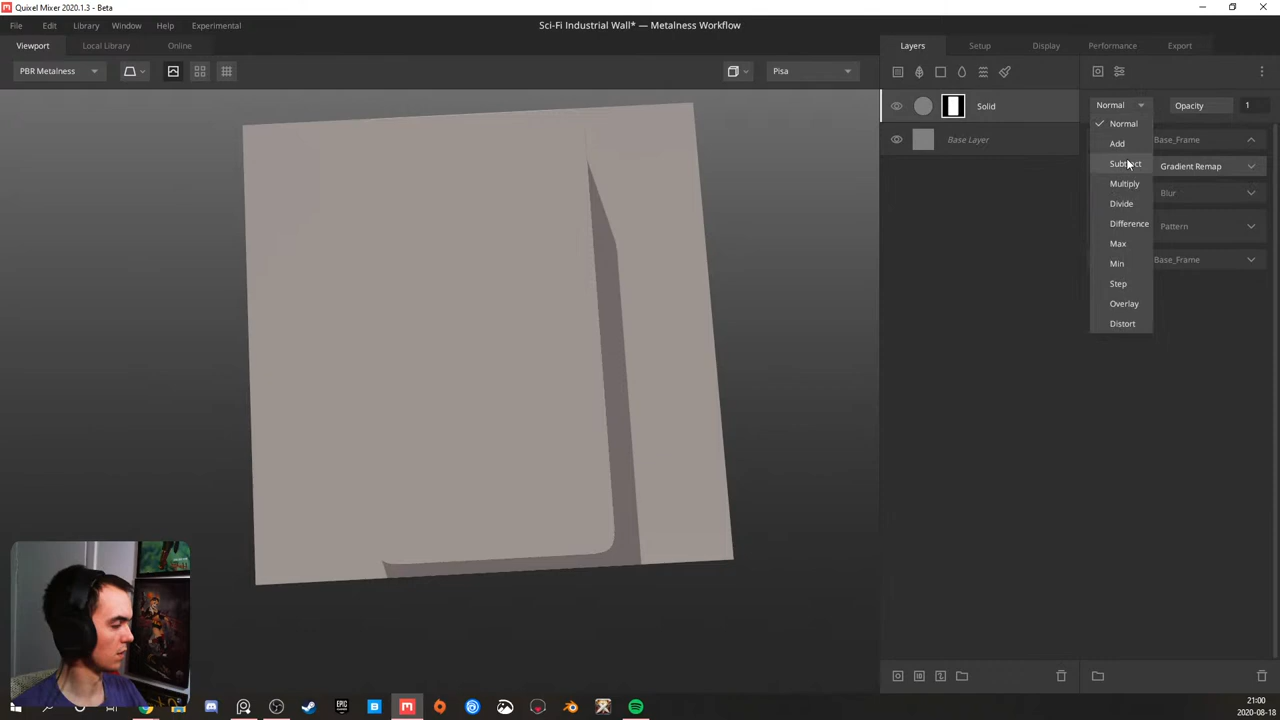 Quixel Mixer 2020.1.3 - Beta
File Edit Library Window Help Experimental
Sci-Fi Industrial Wall* — Metalness Workflow
Viewport Local Library Online
Layers Setup Display Performance Export
PBR Metalness
Pisa
Solid
Normal
Opacity 1
Base Layer
Normal
Add
Subtract
Multiply
Divide
Difference
Max
Min
Step
Overlay
Distort
Base_Frame
Gradient Remap
Blur
Pattern
Base_Frame
21:00
2020-08-18